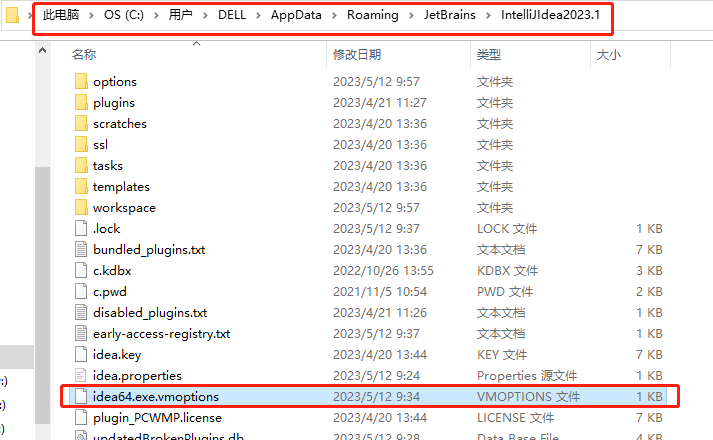 此电脑 > OS (C:) > 用户 > DELL > AppData > Roaming > JetBrains > IntelliJIdea2023.1
名称 修改日期 类型 大小
options 2023/5/12 9:57 文件夹
plugins 2023/4/21 11:27 文件夹
scratches 2023/4/20 13:36 文件夹
ssl 2023/4/20 13:36 文件夹
tasks 2023/4/20 13:36 文件夹
templates 2023/4/20 13:36 文件夹
workspace 2023/5/12 9:57 文件夹
.lock 2023/5/12 9:37 LOCK 文件 1 KB
bundled_plugins.txt 2023/4/20 13:36 文本文档 7 KB
c.kdbx 2022/10/26 13:55 KDBX 文件 3 KB
c.pwd 2021/11/5 10:54 PWD 文件 2 KB
disabled_plugins.txt 2023/4/21 11:26 文本文档 1 KB
early-access-registry.txt 2023/5/12 9:37 文本文档 1 KB
idea.key 2023/4/20 13:44 KEY 文件 7 KB
idea.properties 2023/5/12 9:24 Properties 源文件 1 KB
idea64.exe.vmoptions 2023/5/12 9:34 VMOPTIONS 文件 1 KB
plugin_PCWMP.license 2023/4/20 13:44 LICENSE 文件 7 KB
updatedBrokenPlugins.db 2023/5/12 9:28 Data Base File 4 KB
:)
:)
:)